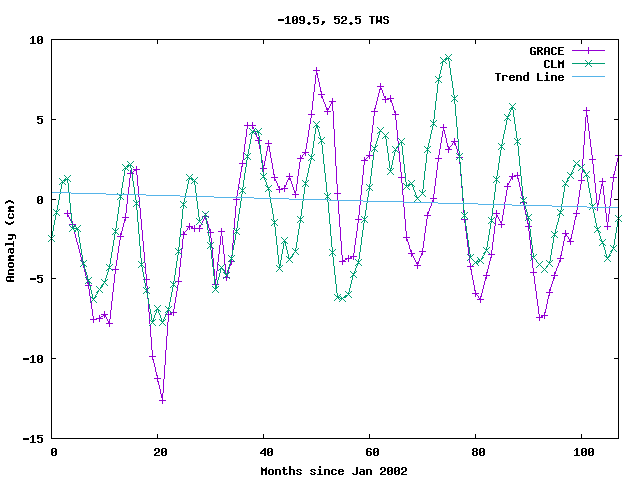 -109.5, 52.5 TWS
GRACE
CLM
Trend Line
10
5
0
-5
-10
-15
Anomaly (cm)
0 20 40 60 80 100
Months since Jan 2002